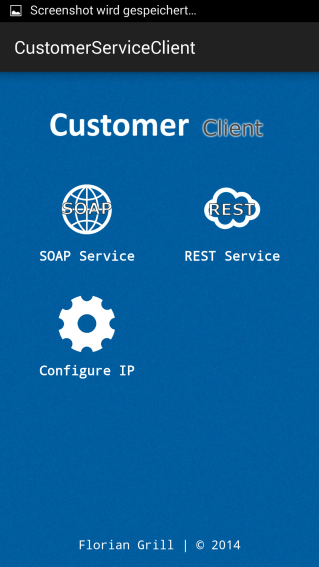 Screenshot wird gespeichert...
CustomerServiceClient
Customer Client
SOAP REST
SOAP Service REST Service
Configure IP
Florian Grill | © 2014